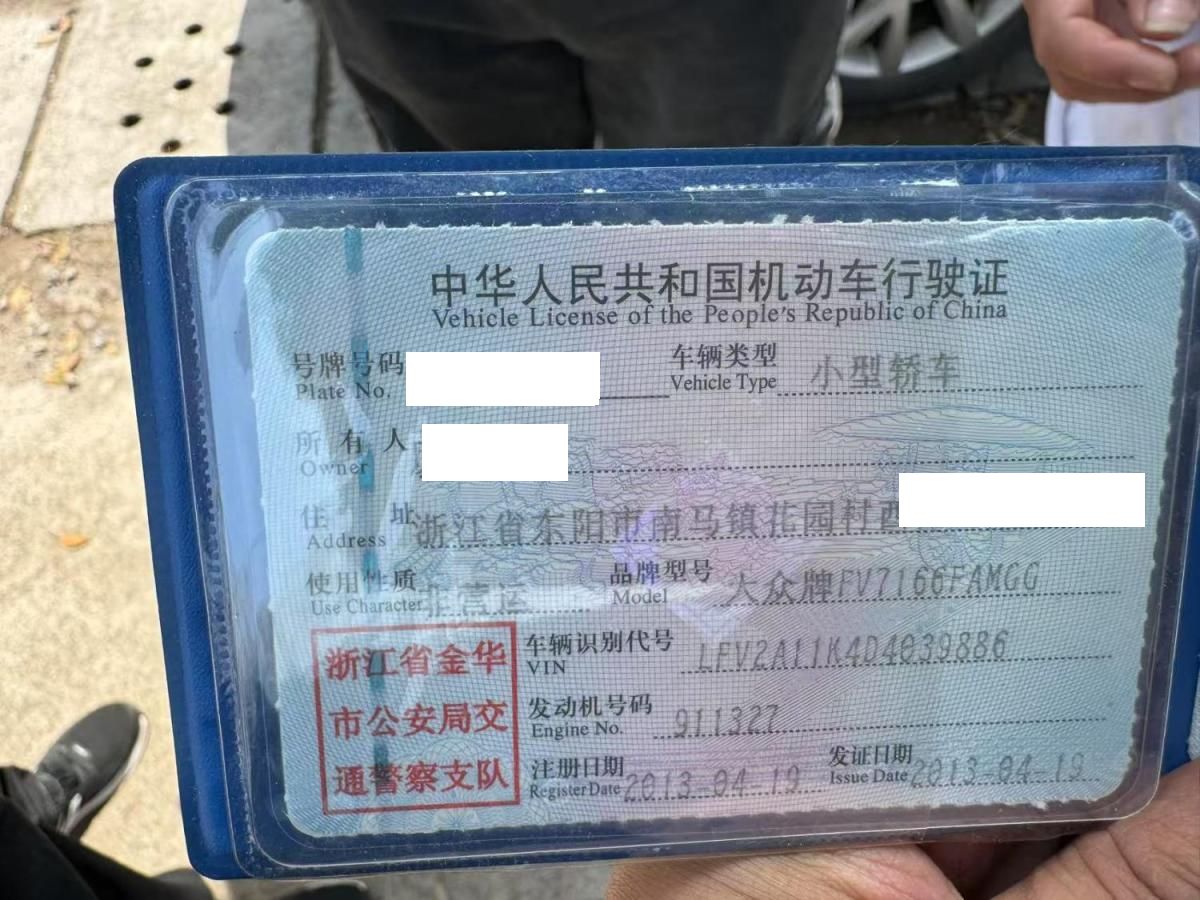 中华人民共和国机动车行驶证
Vehicle License of the People's Republic of China
号牌号码
Plate No.
车辆类型 小型轿车
Vehicle Type
所有人
Owner
住址 浙江省东阳市南马镇花园村西
Address
使用性质 非营运
Use Character
品牌型号 大众牌FV7166FAMGG
Model
浙江省金华
市公安局交
通警察支队
车辆识别代号 LFV2A11K4D4039886
VIN
发动机号码 911327
Engine No.
注册日期 2013-04-19
Register Date
发证日期 2013-04-19
Issue Date